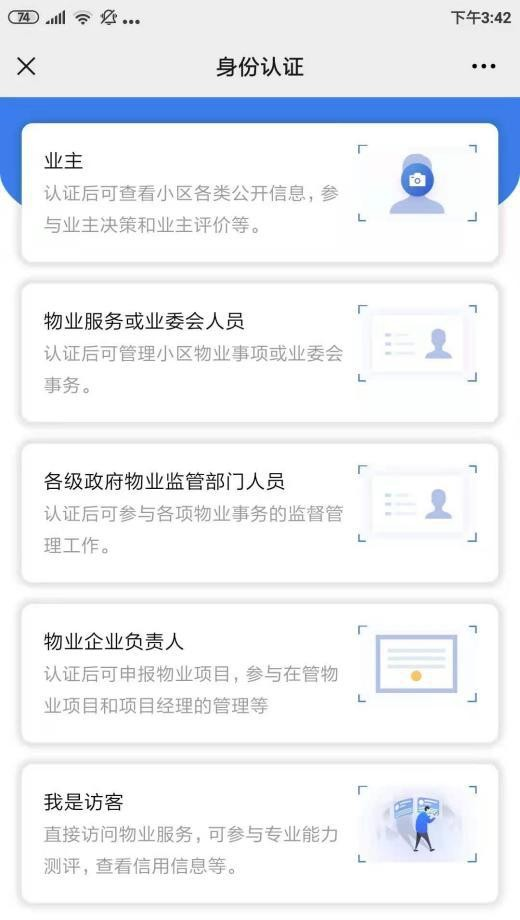 74
下午3:42
身份认证
业主
认证后可查看小区各类公开信息，参
与业主决策和业主评价等。
物业服务或业委会人员
认证后可管理小区物业事项或业委会
事务。
各级政府物业监管部门人员
认证后可参与各项物业事务的监督管
理工作。
物业企业负责人
认证后可申报物业项目，参与在管物
业项目和项目经理的管理等
我是访客
直接访问物业服务，可参与专业能力
测评，查看信用信息等。